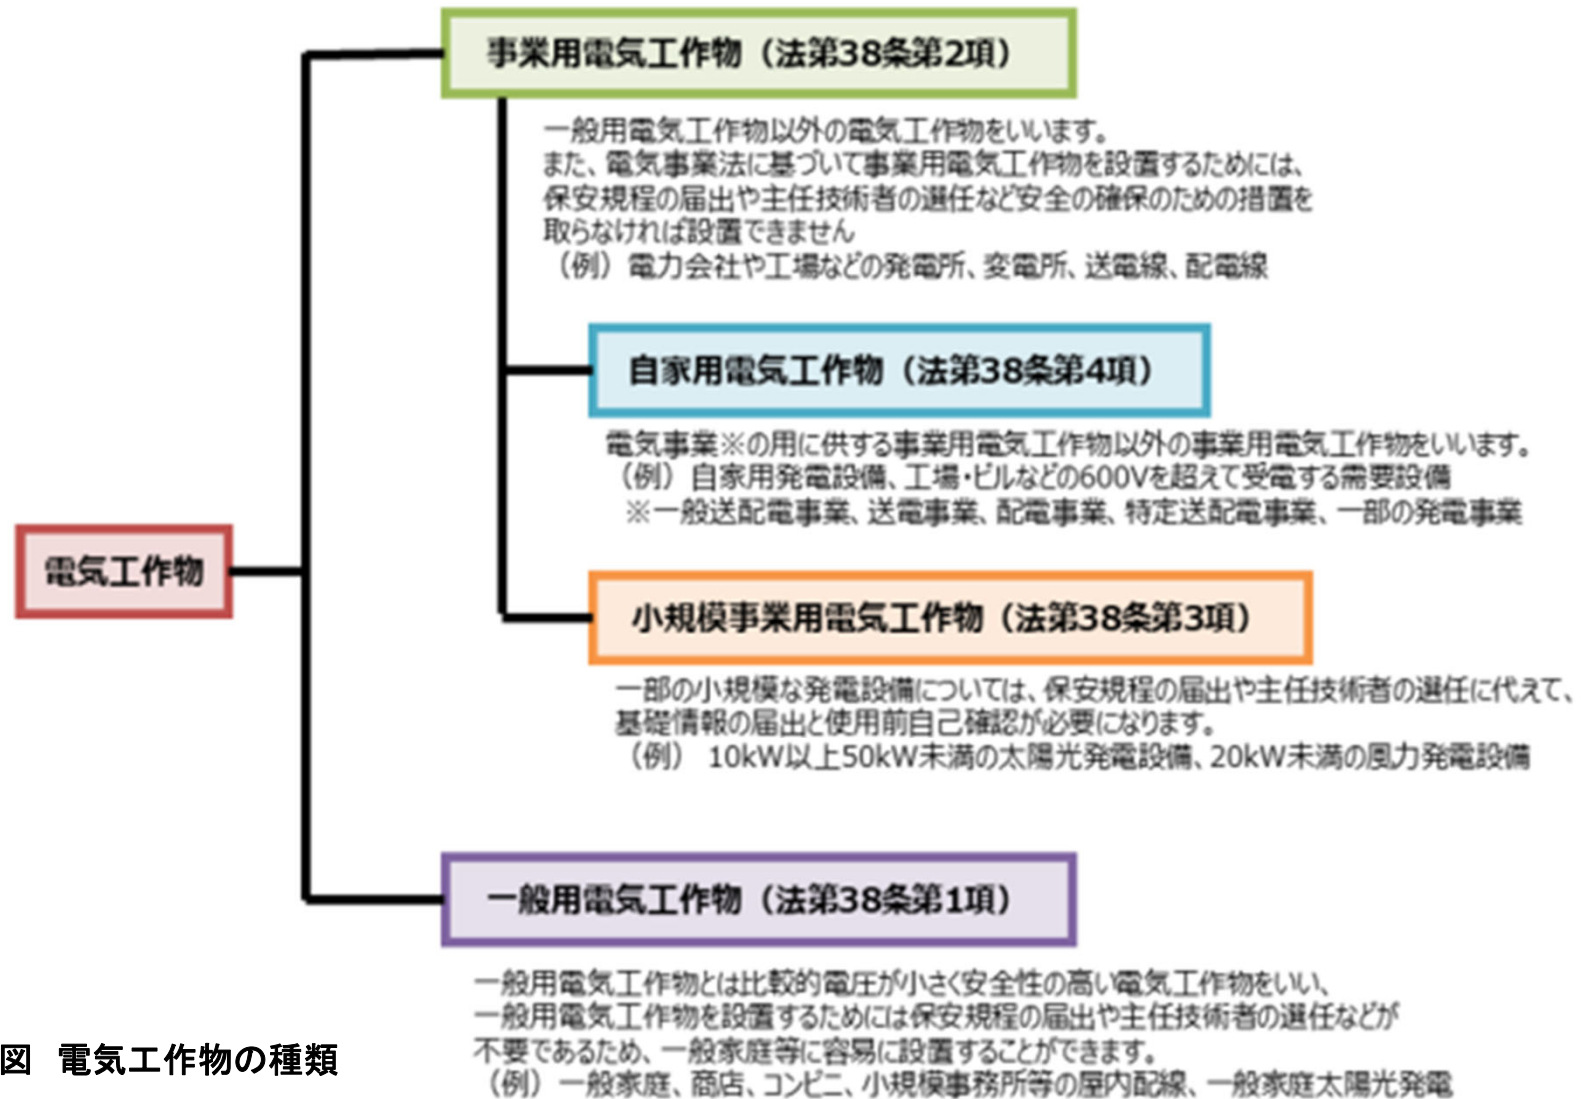 事業用電気工作物（法第38条第2項）
一般用電気工作物以外の電気工作物をいいます。
また、電気事業法に基づいて事業用電気工作物を設置するためには、
保安規程の届出や主任技術者の選任など安全の確保のための措置を
取らなければ設置できません
（例）電力会社や工場などの発電所、変電所、送電線、配電線
自家用電気工作物（法第38条第4項）
電気事業※の用に供する事業用電気工作物以外の事業用電気工作物をいいます。
（例）自家用発電設備、工場・ビルなどの600Vを超えて受電する需要設備
※一般送配電事業、送電事業、配電事業、特定送配電事業、一部の発電事業
電気工作物
小規模事業用電気工作物（法第38条第3項）
一部の小規模な発電設備については、保安規程の届出や主任技術者の選任に代えて、
基礎情報の届出と使用前自己確認が必要になります。
（例） 10kW以上50kW未満の太陽光発電設備、20kW未満の風力発電設備
一般用電気工作物（法第38条第1項）
一般用電気工作物とは比較的電圧が小さく安全性の高い電気工作物をいい、
一般用電気工作物を設置するためには保安規程の届出や主任技術者の選任などが
不要であるため、一般家庭等に容易に設置することができます。
（例）一般家庭、商店、コンビニ、小規模事務所等の屋内配線、一般家庭太陽光発電
図　電気工作物の種類